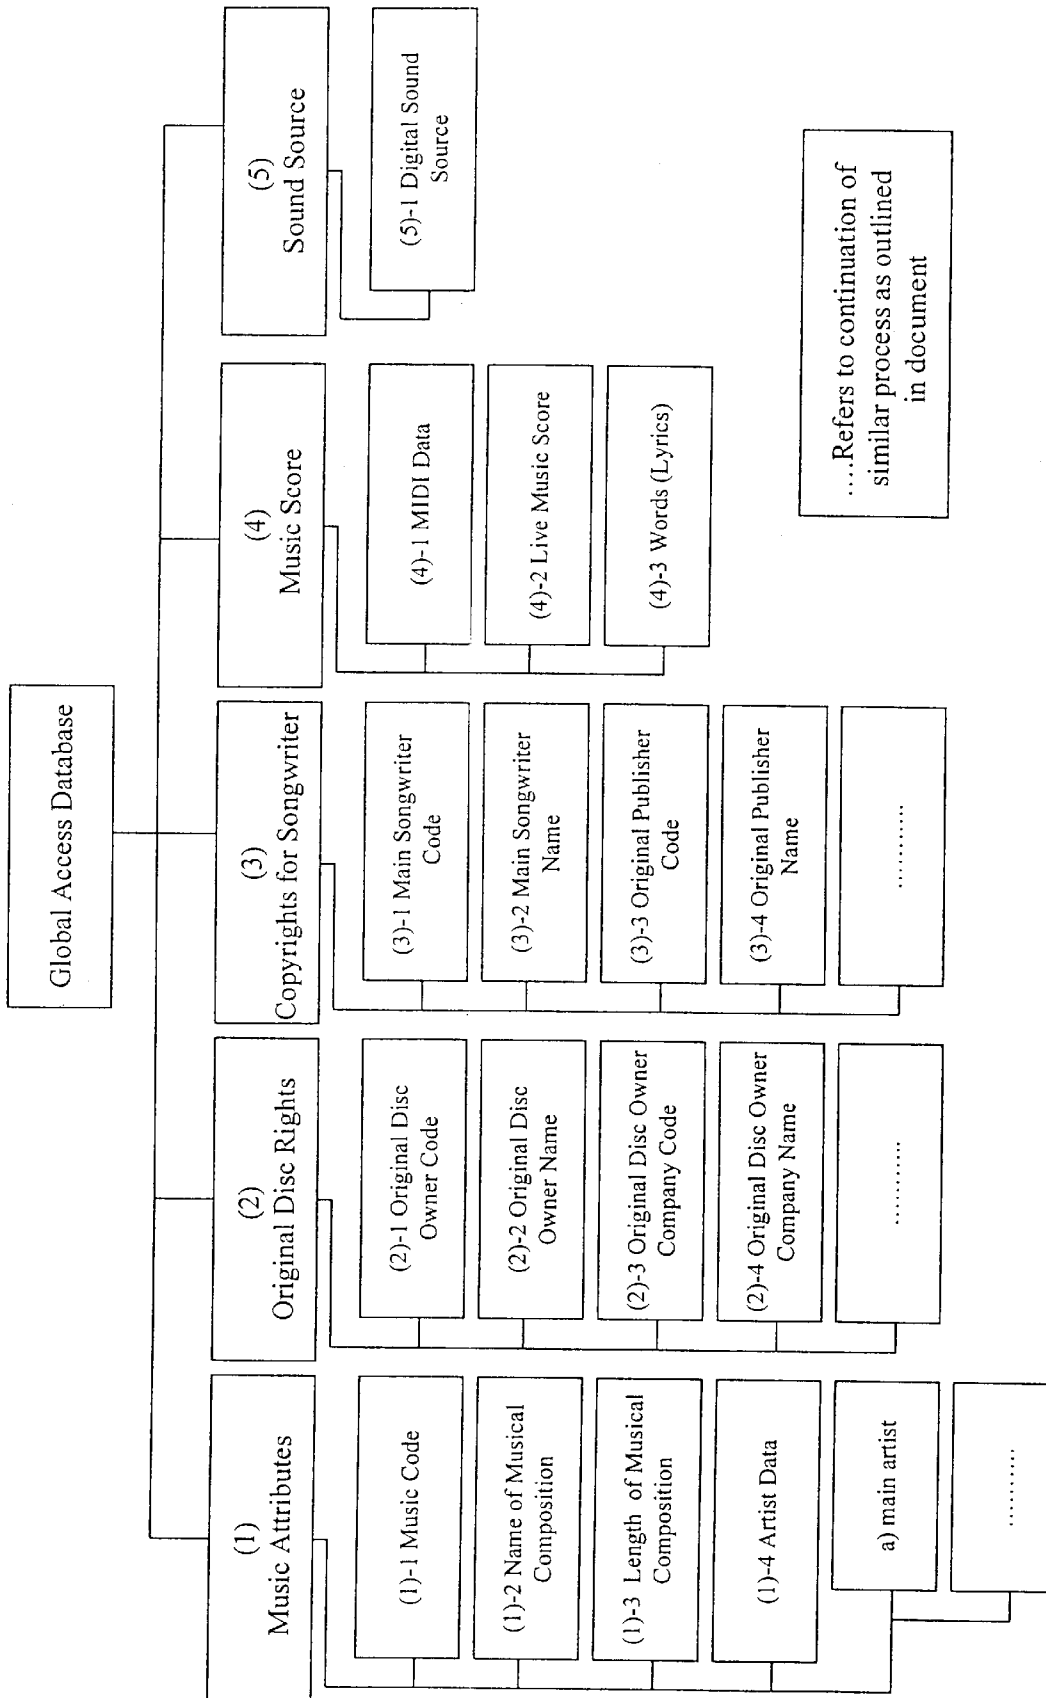 Global Access Database
(1)
Music Attributes
(1)-1 Music Code
(1)-2 Name of Musical
Composition
(1)-3 Length of Musical
Composition
(1)-4 Artist Data
a) main artist
..........
(2)
Original Disc Rights
(2)-1 Original Disc
Owner Code
(2)-2 Original Disc
Owner Name
(2)-3 Original Disc Owner
Company Code
(2)-4 Original Disc Owner
Company Name
...........
(3)
Copyrights for Songwriter
(3)-1 Main Songwriter
Code
(3)-2 Main Songwriter
Name
(3)-3 Original Publisher
Code
(3)-4 Original Publisher
Name
...........
(4)
Music Score
(4)-1 MIDI Data
(4)-2 Live Music Score
(4)-3 Words (Lyrics)
(5)
Sound Source
(5)-1 Digital Sound
Source
....Refers to continuation of
similar process as outlined
in document